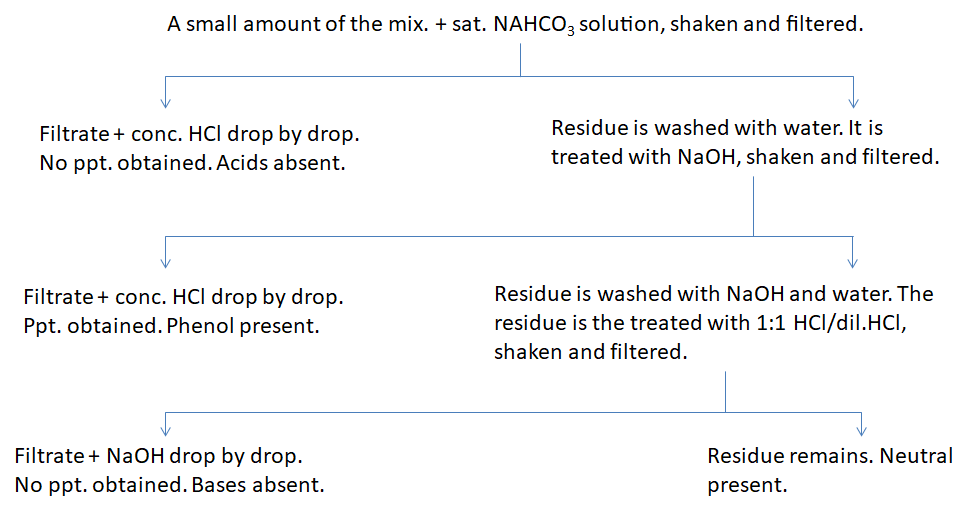 A small amount of the mix. + sat. NAHCO₃ solution, shaken and filtered.
Filtrate + conc. HCl drop by drop.
No ppt. obtained. Acids absent.
Residue is washed with water. It is
treated with NaOH, shaken and filtered.
Filtrate + conc. HCl drop by drop.
Ppt. obtained. Phenol present.
Residue is washed with NaOH and water. The
residue is the treated with 1:1 HCl/dil.HCl,
shaken and filtered.
Filtrate + NaOH drop by drop.
No ppt. obtained. Bases absent.
Residue remains. Neutral
present.